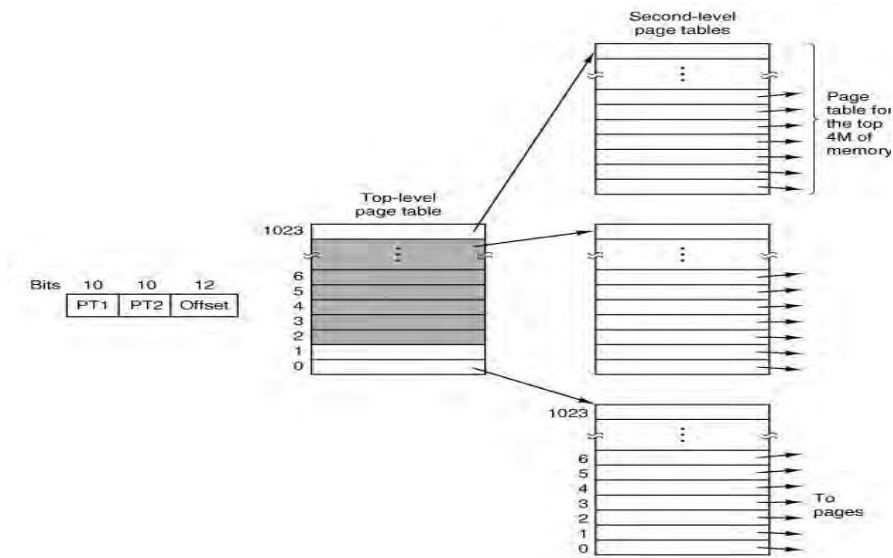 Second-level
page tables
Page
table for
the top
4M of
memory
Top-level
page table
1023
6
5
4
3
2
1
0
Bits 10 10 12
PT1 PT2 Offset
1023
6
5
4
3
2
1
0
To
pages